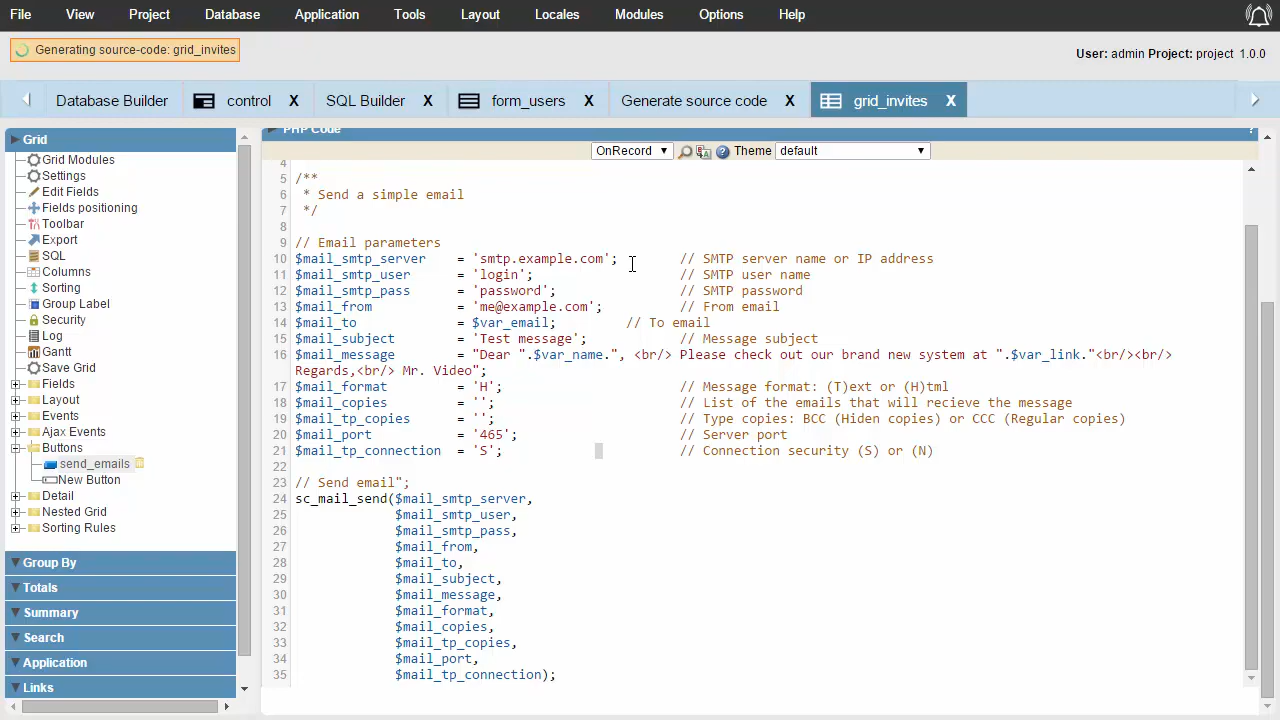 File View Project Database Application Tools Layout Locales Modules Options Help
Generating source-code: grid_invites
User: admin Project: project 1.0.0
Database Builder control X SQL Builder X form_users X Generate source code X grid_invites X
Grid
Grid Modules
Settings
Edit Fields
Fields positioning
Toolbar
Export
SQL
Columns
Sorting
Group Label
Security
Log
Gantt
Save Grid
Fields
Layout
Events
Ajax Events
Buttons
send_emails
New Button
Detail
Nested Grid
Sorting Rules
Group By
Totals
Summary
Search
Application
Links
PHP Code ?
OnRecord Theme default
4
5 /**
6 * Send a simple email
7 */
8
9 // Email parameters
10 $mail_smtp_server = 'smtp.example.com'; // SMTP server name or IP address
11 $mail_smtp_user = 'login'; // SMTP user name
12 $mail_smtp_pass = 'password'; // SMTP password
13 $mail_from = 'me@example.com'; // From email
14 $mail_to = $var_email; // To email
15 $mail_subject = 'Test message'; // Message subject
16 $mail_message = "Dear ".$var_name.", <br/> Please check out our brand new system at ".$var_link."<br/><br/>
Regards,<br/> Mr. Video";
17 $mail_format = 'H'; // Message format: (T)ext or (H)tml
18 $mail_copies = ''; // List of the emails that will recieve the message
19 $mail_tp_copies = ''; // Type copies: BCC (Hiden copies) or CCC (Regular copies)
20 $mail_port = '465'; // Server port
21 $mail_tp_connection = 'S'; // Connection security (S) or (N)
22
23 // Send email";
24 sc_mail_send($mail_smtp_server,
25 $mail_smtp_user,
26 $mail_smtp_pass,
27 $mail_from,
28 $mail_to,
29 $mail_subject,
30 $mail_message,
31 $mail_format,
32 $mail_copies,
33 $mail_tp_copies,
34 $mail_port,
35 $mail_tp_connection);